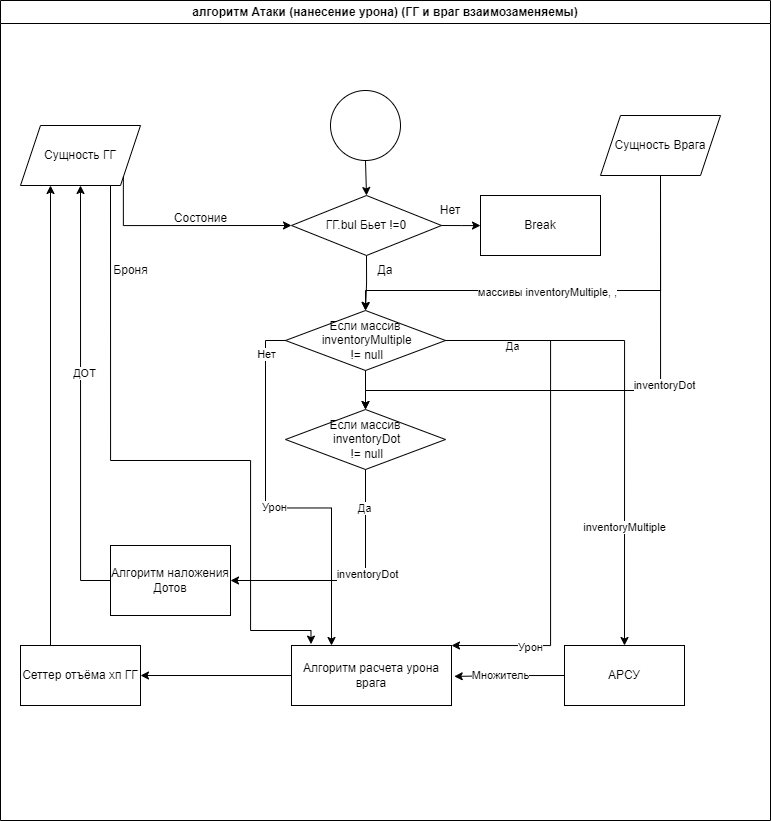 алгоритм Атаки (нанесение урона) (ГГ и враг взаимозаменяемы)
Сущность ГГ
Сущность Врага
Состоние
ГГ.bul Бьет !=0
Нет
Break
Да
Броня
массивы inventoryMultiple, ,
Если массив
inventoryMultiple
!= null
Нет
Да
ДОТ
inventoryDot
Если массив
inventoryDot
!= null
Урон
Да
inventoryMultiple
Алгоритм наложения
Дотов
inventoryDot
Урон
Сеттер отъёма хп ГГ
Алгоритм расчета урона
врага
Множитель
АРСУ